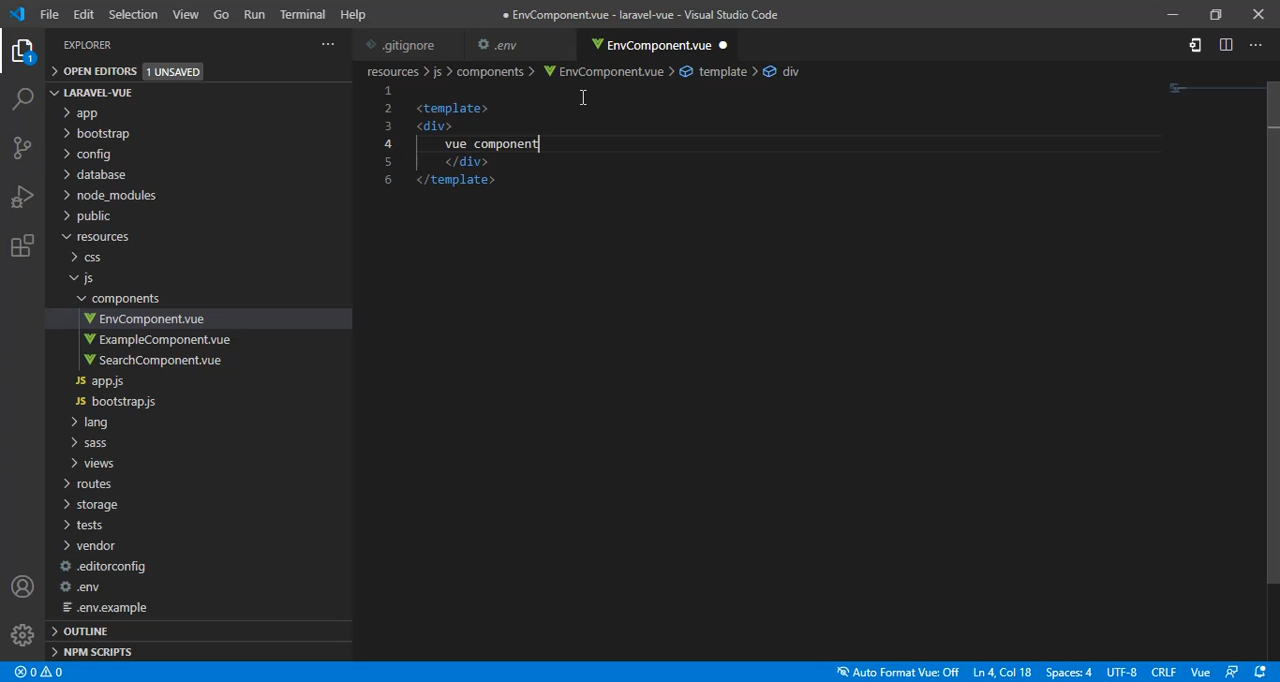 File Edit Selection View Go Run Terminal Help ● EnvComponent.vue - laravel-vue - Visual Studio Code
EXPLORER
OPEN EDITORS 1 UNSAVED
LARAVEL-VUE
app
bootstrap
config
database
node_modules
public
resources
css
js
components
EnvComponent.vue
ExampleComponent.vue
SearchComponent.vue
JS app.js
JS bootstrap.js
lang
sass
views
routes
storage
tests
vendor
.editorconfig
.env
.env.example
OUTLINE
NPM SCRIPTS
1
.gitignore .env EnvComponent.vue
resources > js > components > EnvComponent.vue > template > div
1
2 <template>
3 <div>
4 vue component
5 </div>
6 </template>
0 0 Auto Format Vue: Off Ln 4, Col 18 Spaces: 4 UTF-8 CRLF Vue